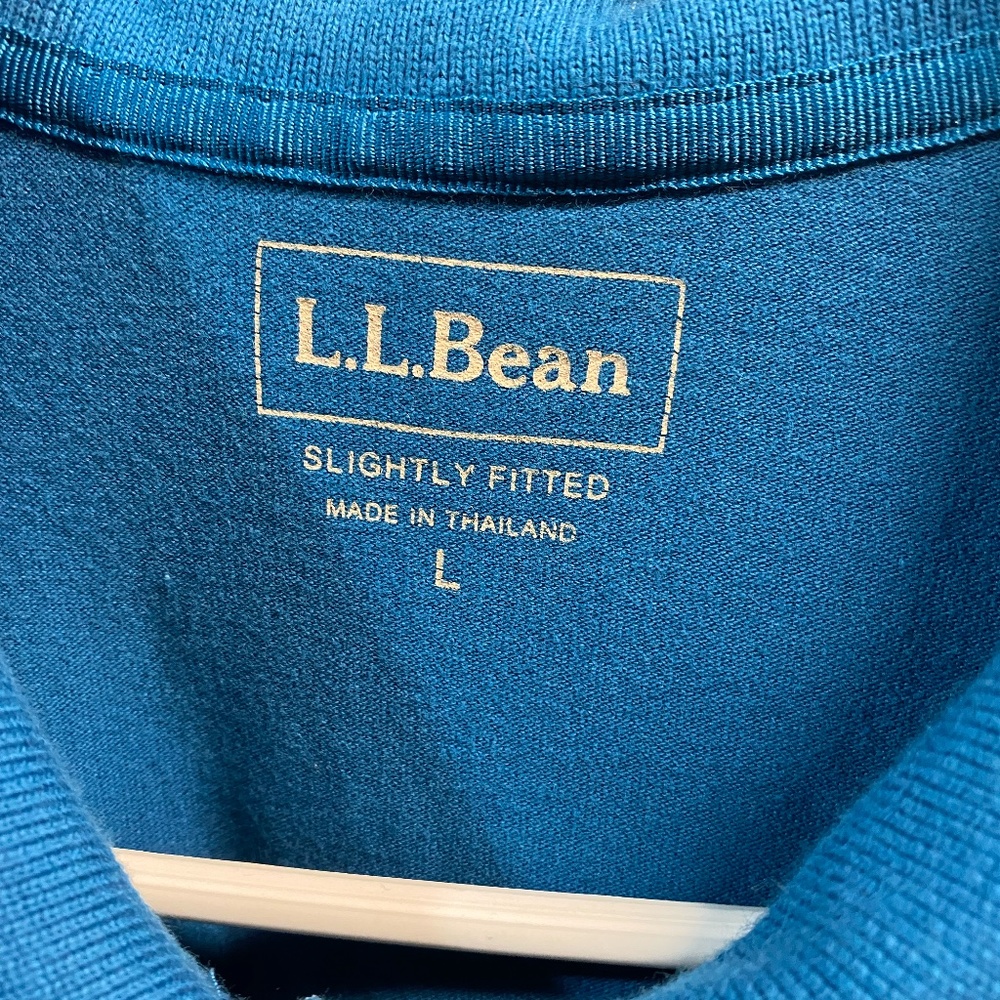 L.L.Bean
SLIGHTLY FITTED
MADE IN THAILAND
L